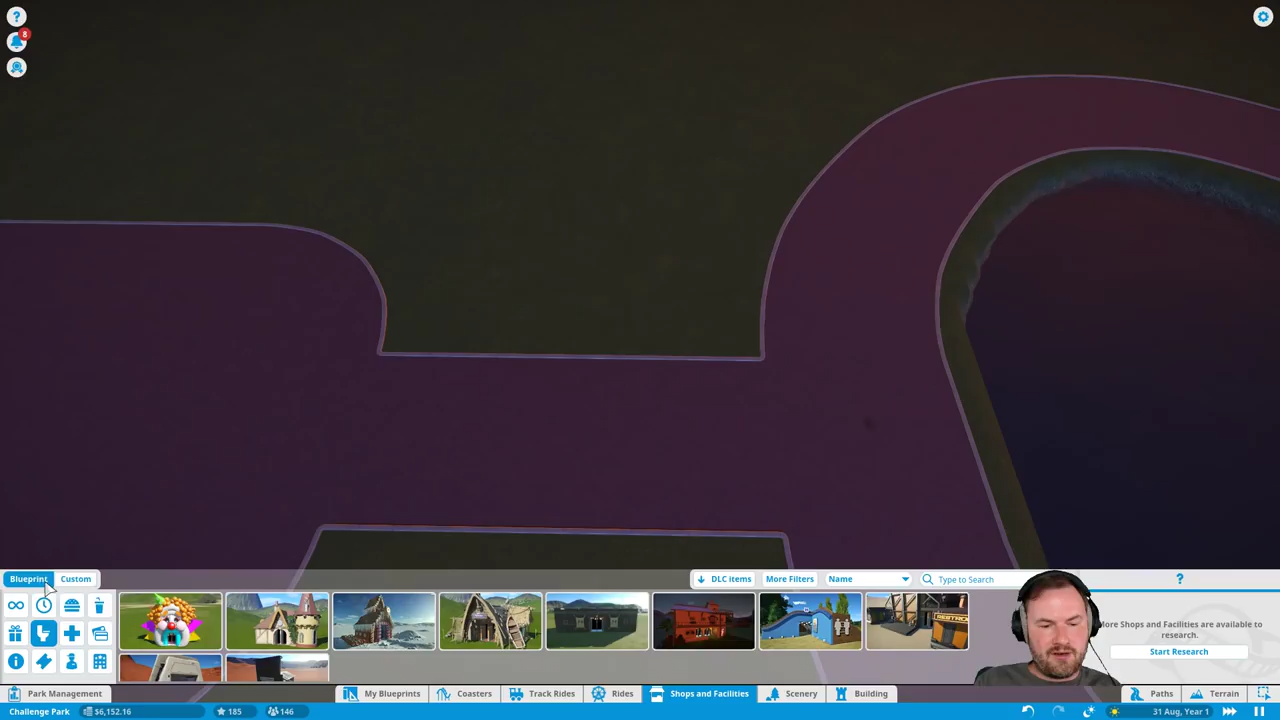 ?
8
Blueprint Custom
DLC items More Filters Name Type to Search ?
More Shops and Facilities are available to
research.
Start Research
Park Management My Blueprints Coasters Track Rides Rides Shops and Facilities Scenery Building Paths Terrain
Challenge Park $6,152.16 185 146 31 Aug, Year 1